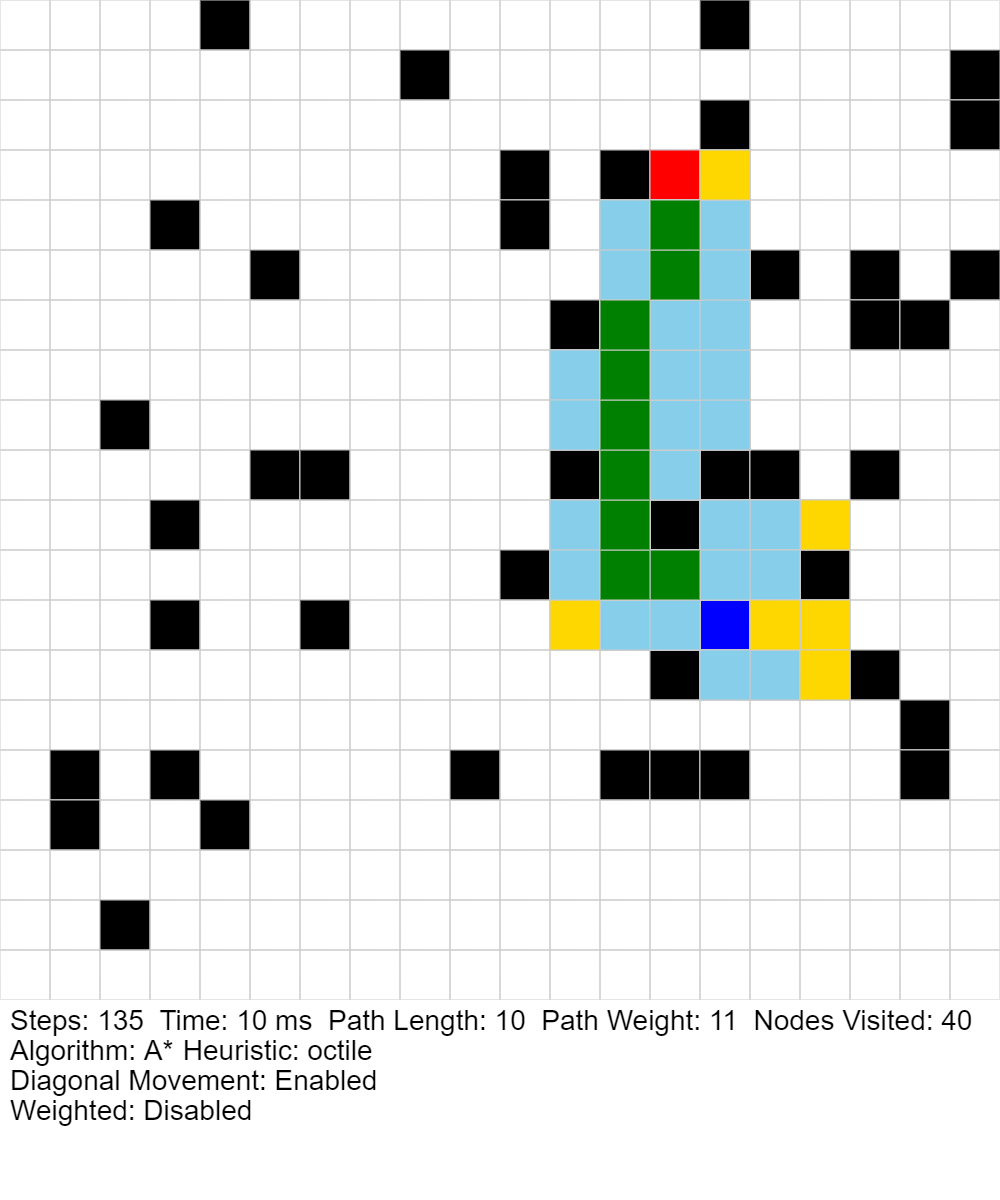 Steps: 135  Time: 10 ms  Path Length: 10  Path Weight: 11  Nodes Visited: 40
Algorithm: A* Heuristic: octile
Diagonal Movement: Enabled
Weighted: Disabled